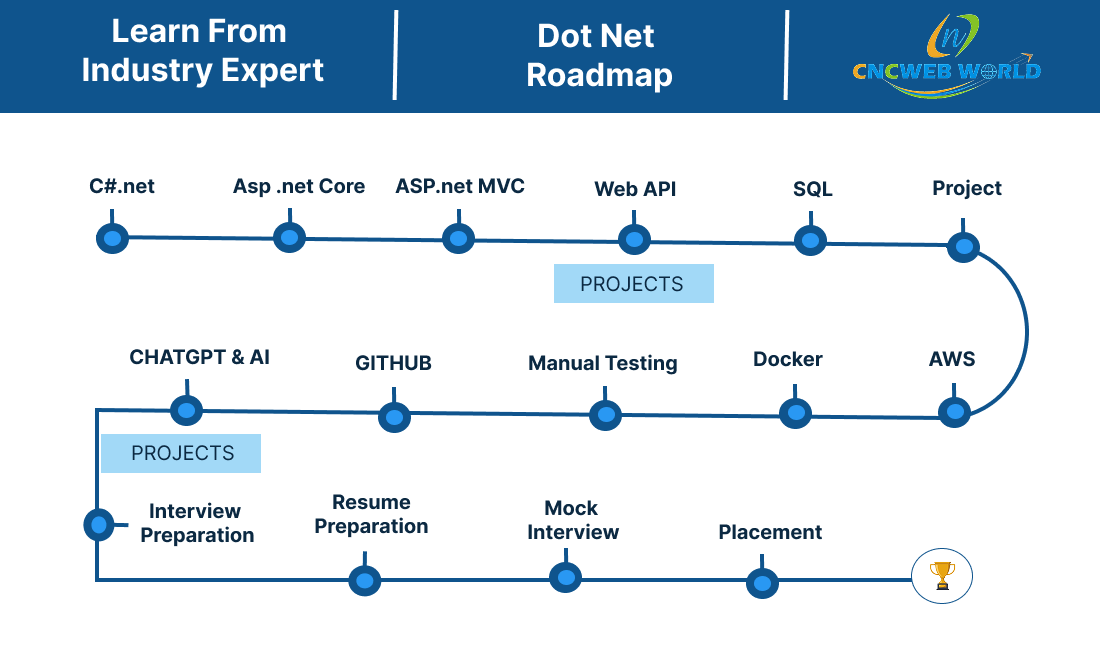 Learn From
Industry Expert
Dot Net
Roadmap
n
CNCWEB WORLD
C#.net
Asp .net Core
ASP.net MVC
Web API
SQL
Project
PROJECTS
CHATGPT & AI
GITHUB
Manual Testing
Docker
AWS
PROJECTS
Interview
Preparation
Resume
Preparation
Mock
Interview
Placement